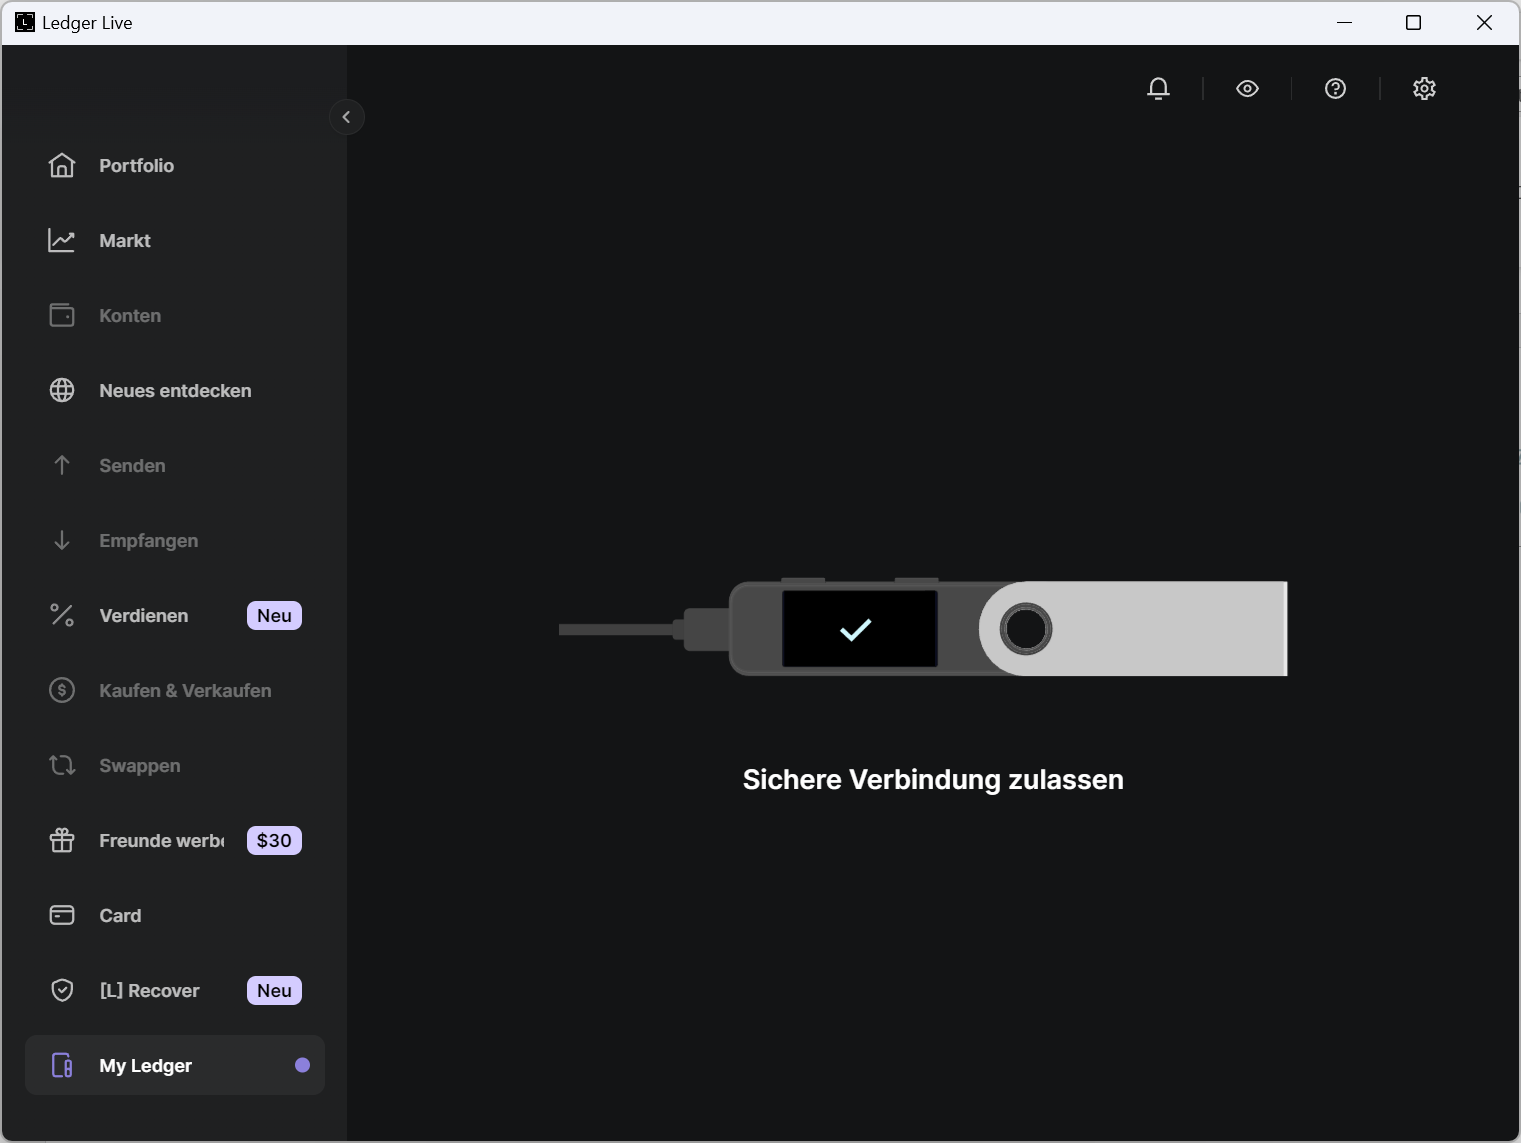 Ledger Live
Portfolio
Markt
Konten
Neues entdecken
Senden
Empfangen
Verdienen Neu
Kaufen & Verkaufen
Swappen
Freunde werbe $30
Card
[L] Recover Neu
My Ledger
Sichere Verbindung zulassen